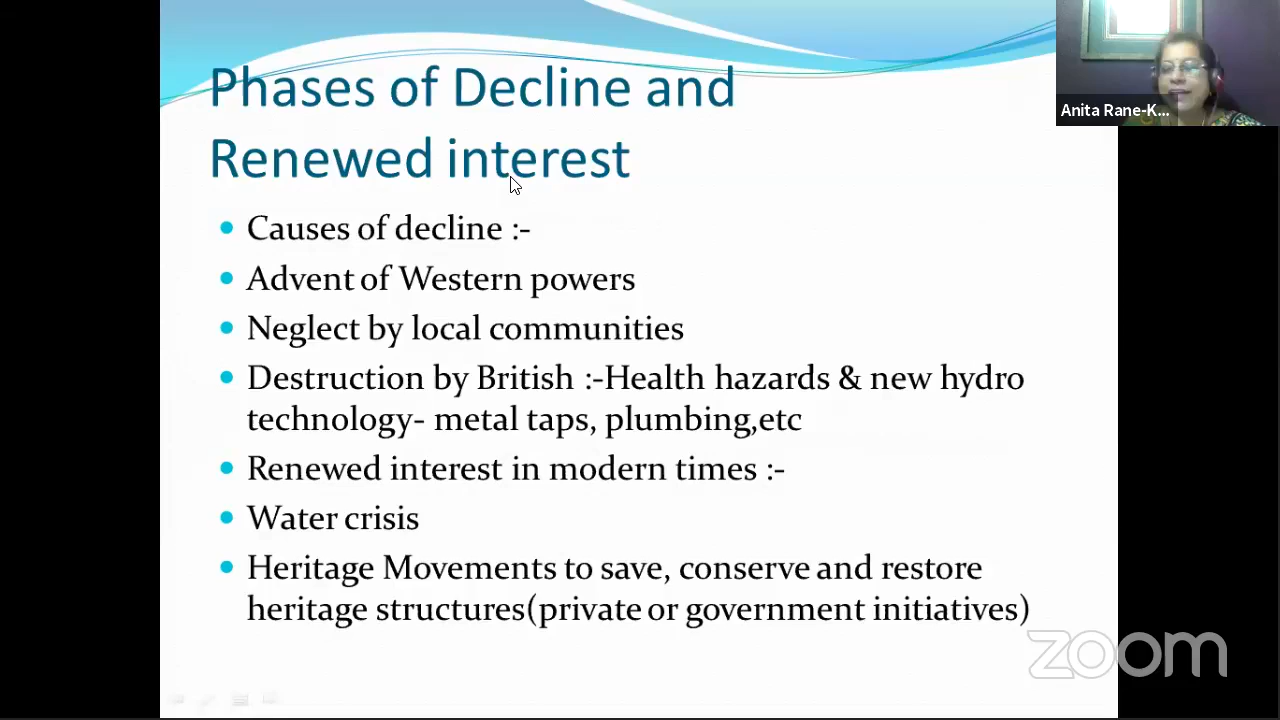 Phases of Decline and
Renewed interest
Anita Rane-K...
Causes of decline :-
Advent of Western powers
Neglect by local communities
Destruction by British :-Health hazards & new hydro
technology- metal taps, plumbing,etc
Renewed interest in modern times :-
Water crisis
Heritage Movements to save, conserve and restore
heritage structures(private or government initiatives)
zoom